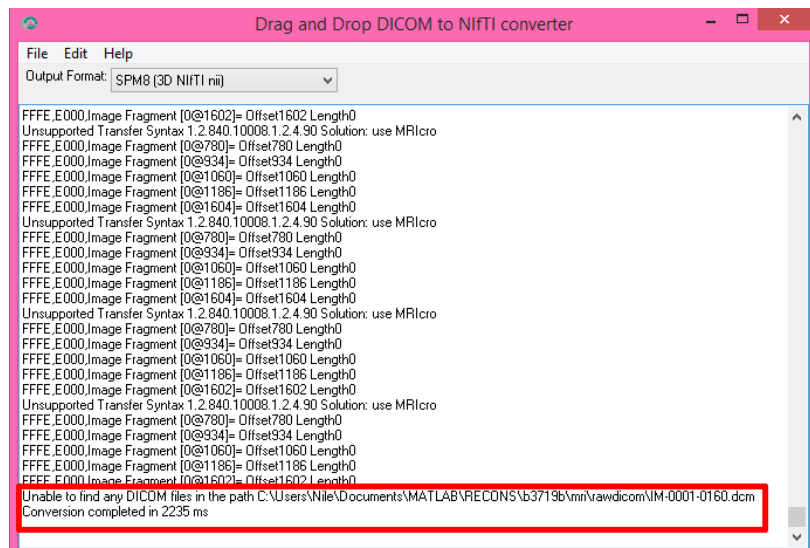 Drag and Drop DICOM to NIfTI converter
File Edit Help
Output Format: SPM8 (3D NIfTI nii)
FFFE,E000,Image Fragment [0@1602]= Offset1602 Length0
Unsupported Transfer Syntax 1.2.840.10008.1.2.4.90 Solution: use MRIcro
FFFE,E000,Image Fragment [0@780]= Offset780 Length0
FFFE,E000,Image Fragment [0@934]= Offset934 Length0
FFFE,E000,Image Fragment [0@1060]= Offset1060 Length0
FFFE,E000,Image Fragment [0@1186]= Offset1186 Length0
FFFE,E000,Image Fragment [0@1604]= Offset1604 Length0
Unsupported Transfer Syntax 1.2.840.10008.1.2.4.90 Solution: use MRIcro
FFFE,E000,Image Fragment [0@780]= Offset780 Length0
FFFE,E000,Image Fragment [0@934]= Offset934 Length0
FFFE,E000,Image Fragment [0@1060]= Offset1060 Length0
FFFE,E000,Image Fragment [0@1186]= Offset1186 Length0
FFFE,E000,Image Fragment [0@1604]= Offset1604 Length0
Unsupported Transfer Syntax 1.2.840.10008.1.2.4.90 Solution: use MRIcro
FFFE,E000,Image Fragment [0@780]= Offset780 Length0
FFFE,E000,Image Fragment [0@934]= Offset934 Length0
FFFE,E000,Image Fragment [0@1060]= Offset1060 Length0
FFFE,E000,Image Fragment [0@1186]= Offset1186 Length0
FFFE,E000,Image Fragment [0@1602]= Offset1602 Length0
Unsupported Transfer Syntax 1.2.840.10008.1.2.4.90 Solution: use MRIcro
FFFE,E000,Image Fragment [0@780]= Offset780 Length0
FFFE,E000,Image Fragment [0@934]= Offset934 Length0
FFFE,E000,Image Fragment [0@1060]= Offset1060 Length0
FFFE,E000,Image Fragment [0@1186]= Offset1186 Length0
FFFE,E000,Image Fragment [0@1602]= Offset1602 Length0
Unable to find any DICOM files in the path C:\Users\Nile\Documents\MATLAB\RECONS\b3719b\mri\rawdicom\IM-0001-0160.dcm
Conversion completed in 2235 ms